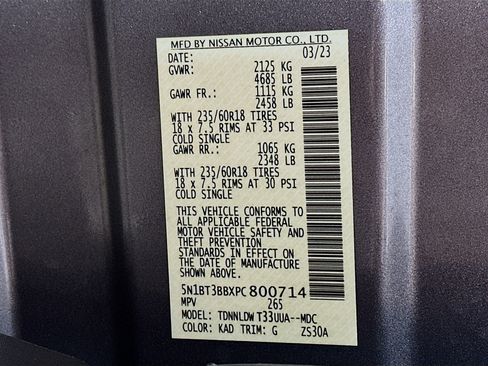 MFD BY NISSAN MOTOR CO., LTD.
DATE: 03/23
GVWR: 2125 KG
4685 LB
GAWR FR.: 1115 KG
2458 LB
WITH 235/60R18 TIRES
18 x 7.5 RIMS AT 33 PSI
COLD SINGLE
GAWR RR.: 1065 KG
2348 LB
WITH 235/60R18 TIRES
18 x 7.5 RIMS AT 30 PSI
COLD SINGLE
THIS VEHICLE CONFORMS TO
ALL APPLICABLE FEDERAL
MOTOR VEHICLE SAFETY AND
THEFT PREVENTION
STANDARDS IN EFFECT ON
THE DATE OF MANUFACTURE
SHOWN ABOVE.
5N1BT3BBXPC800714
MPV 265
MODEL: TDNNLDW T33UUA--MDC
COLOR: KAD TRIM: G ZS30A